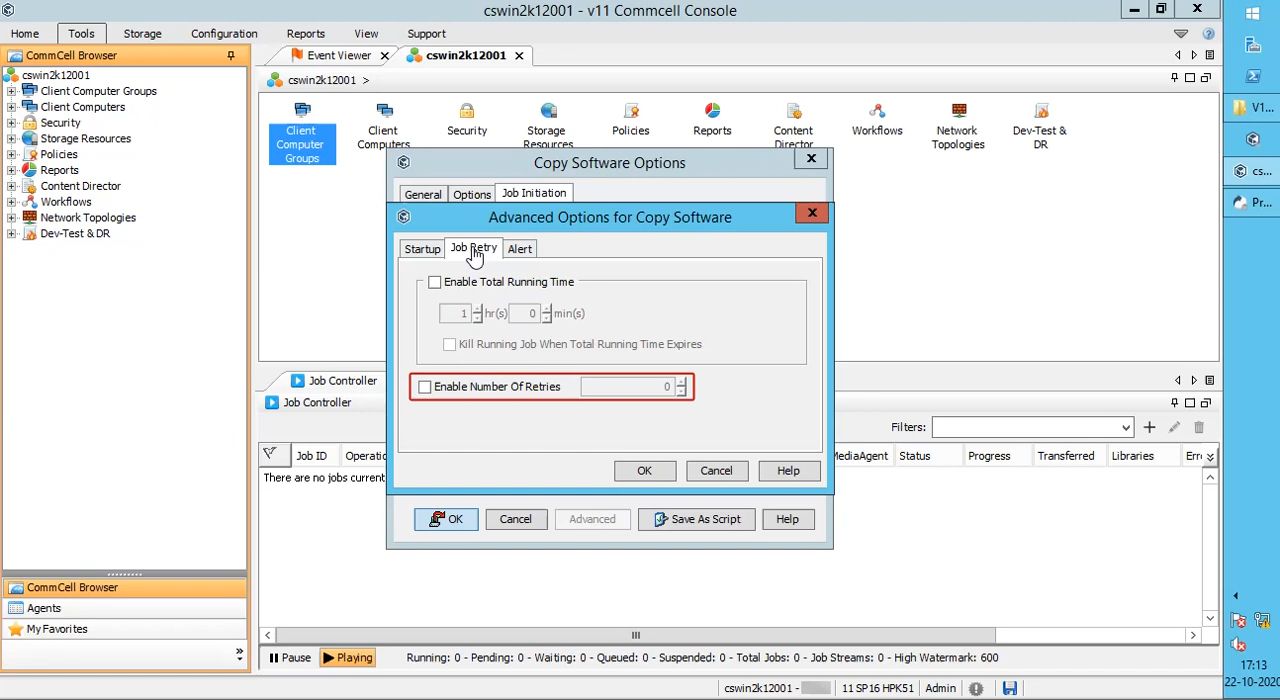 cswin2k12001 - v11 Commcell Console
Home Tools Storage Configuration Reports View Support
CommCell Browser
cswin2k12001
Client Computer Groups
Client Computers
Security
Storage Resources
Policies
Reports
Content Director
Workflows
Network Topologies
Dev-Test & DR
CommCell Browser
Agents
My Favorites
»
Event Viewer cswin2k12001
cswin2k12001 >
Client Computer Groups
Client Computers
Security
Storage Resources
Policies
Reports
Content Director
Workflows
Network Topologies
Dev-Test & DR
Copy Software Options
General Options Job Initiation
Advanced Options for Copy Software
Startup Job Retry Alert
Enable Total Running Time
1 hr(s) 0 min(s)
Kill Running Job When Total Running Time Expires
Enable Number Of Retries 0
OK Cancel Help
OK Cancel Advanced Save As Script Help
Job Controller
Job Controller
Filters:
Job ID Operatio MediaAgent Status Progress Transferred Libraries Erro
There are no jobs current
Pause Playing Running: 0 - Pending: 0 - Waiting: 0 - Queued: 0 - Suspended: 0 - Total Jobs: 0 - Job Streams: 0 - High Watermark: 600
cswin2k12001 - 11 SP16 HPK51 Admin
V1...
cs...
Pr...
17:13
22-10-2020